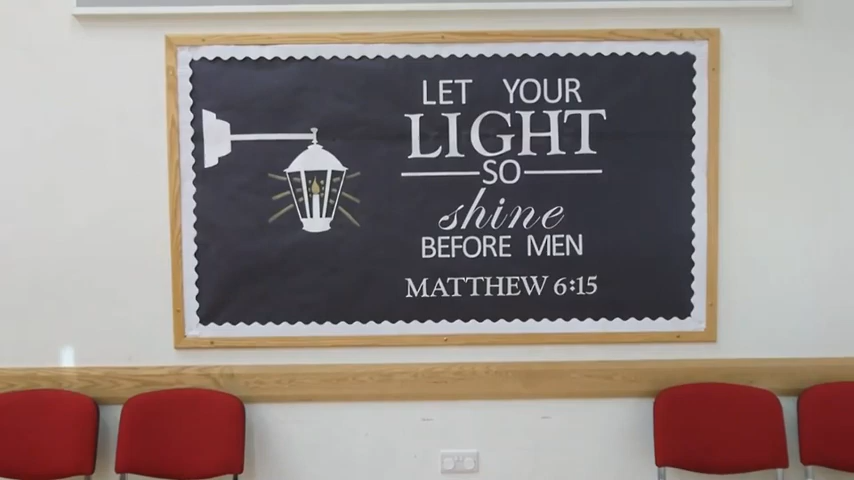 LET YOUR
LIGHT
SO
shine
BEFORE MEN
MATTHEW 6:15